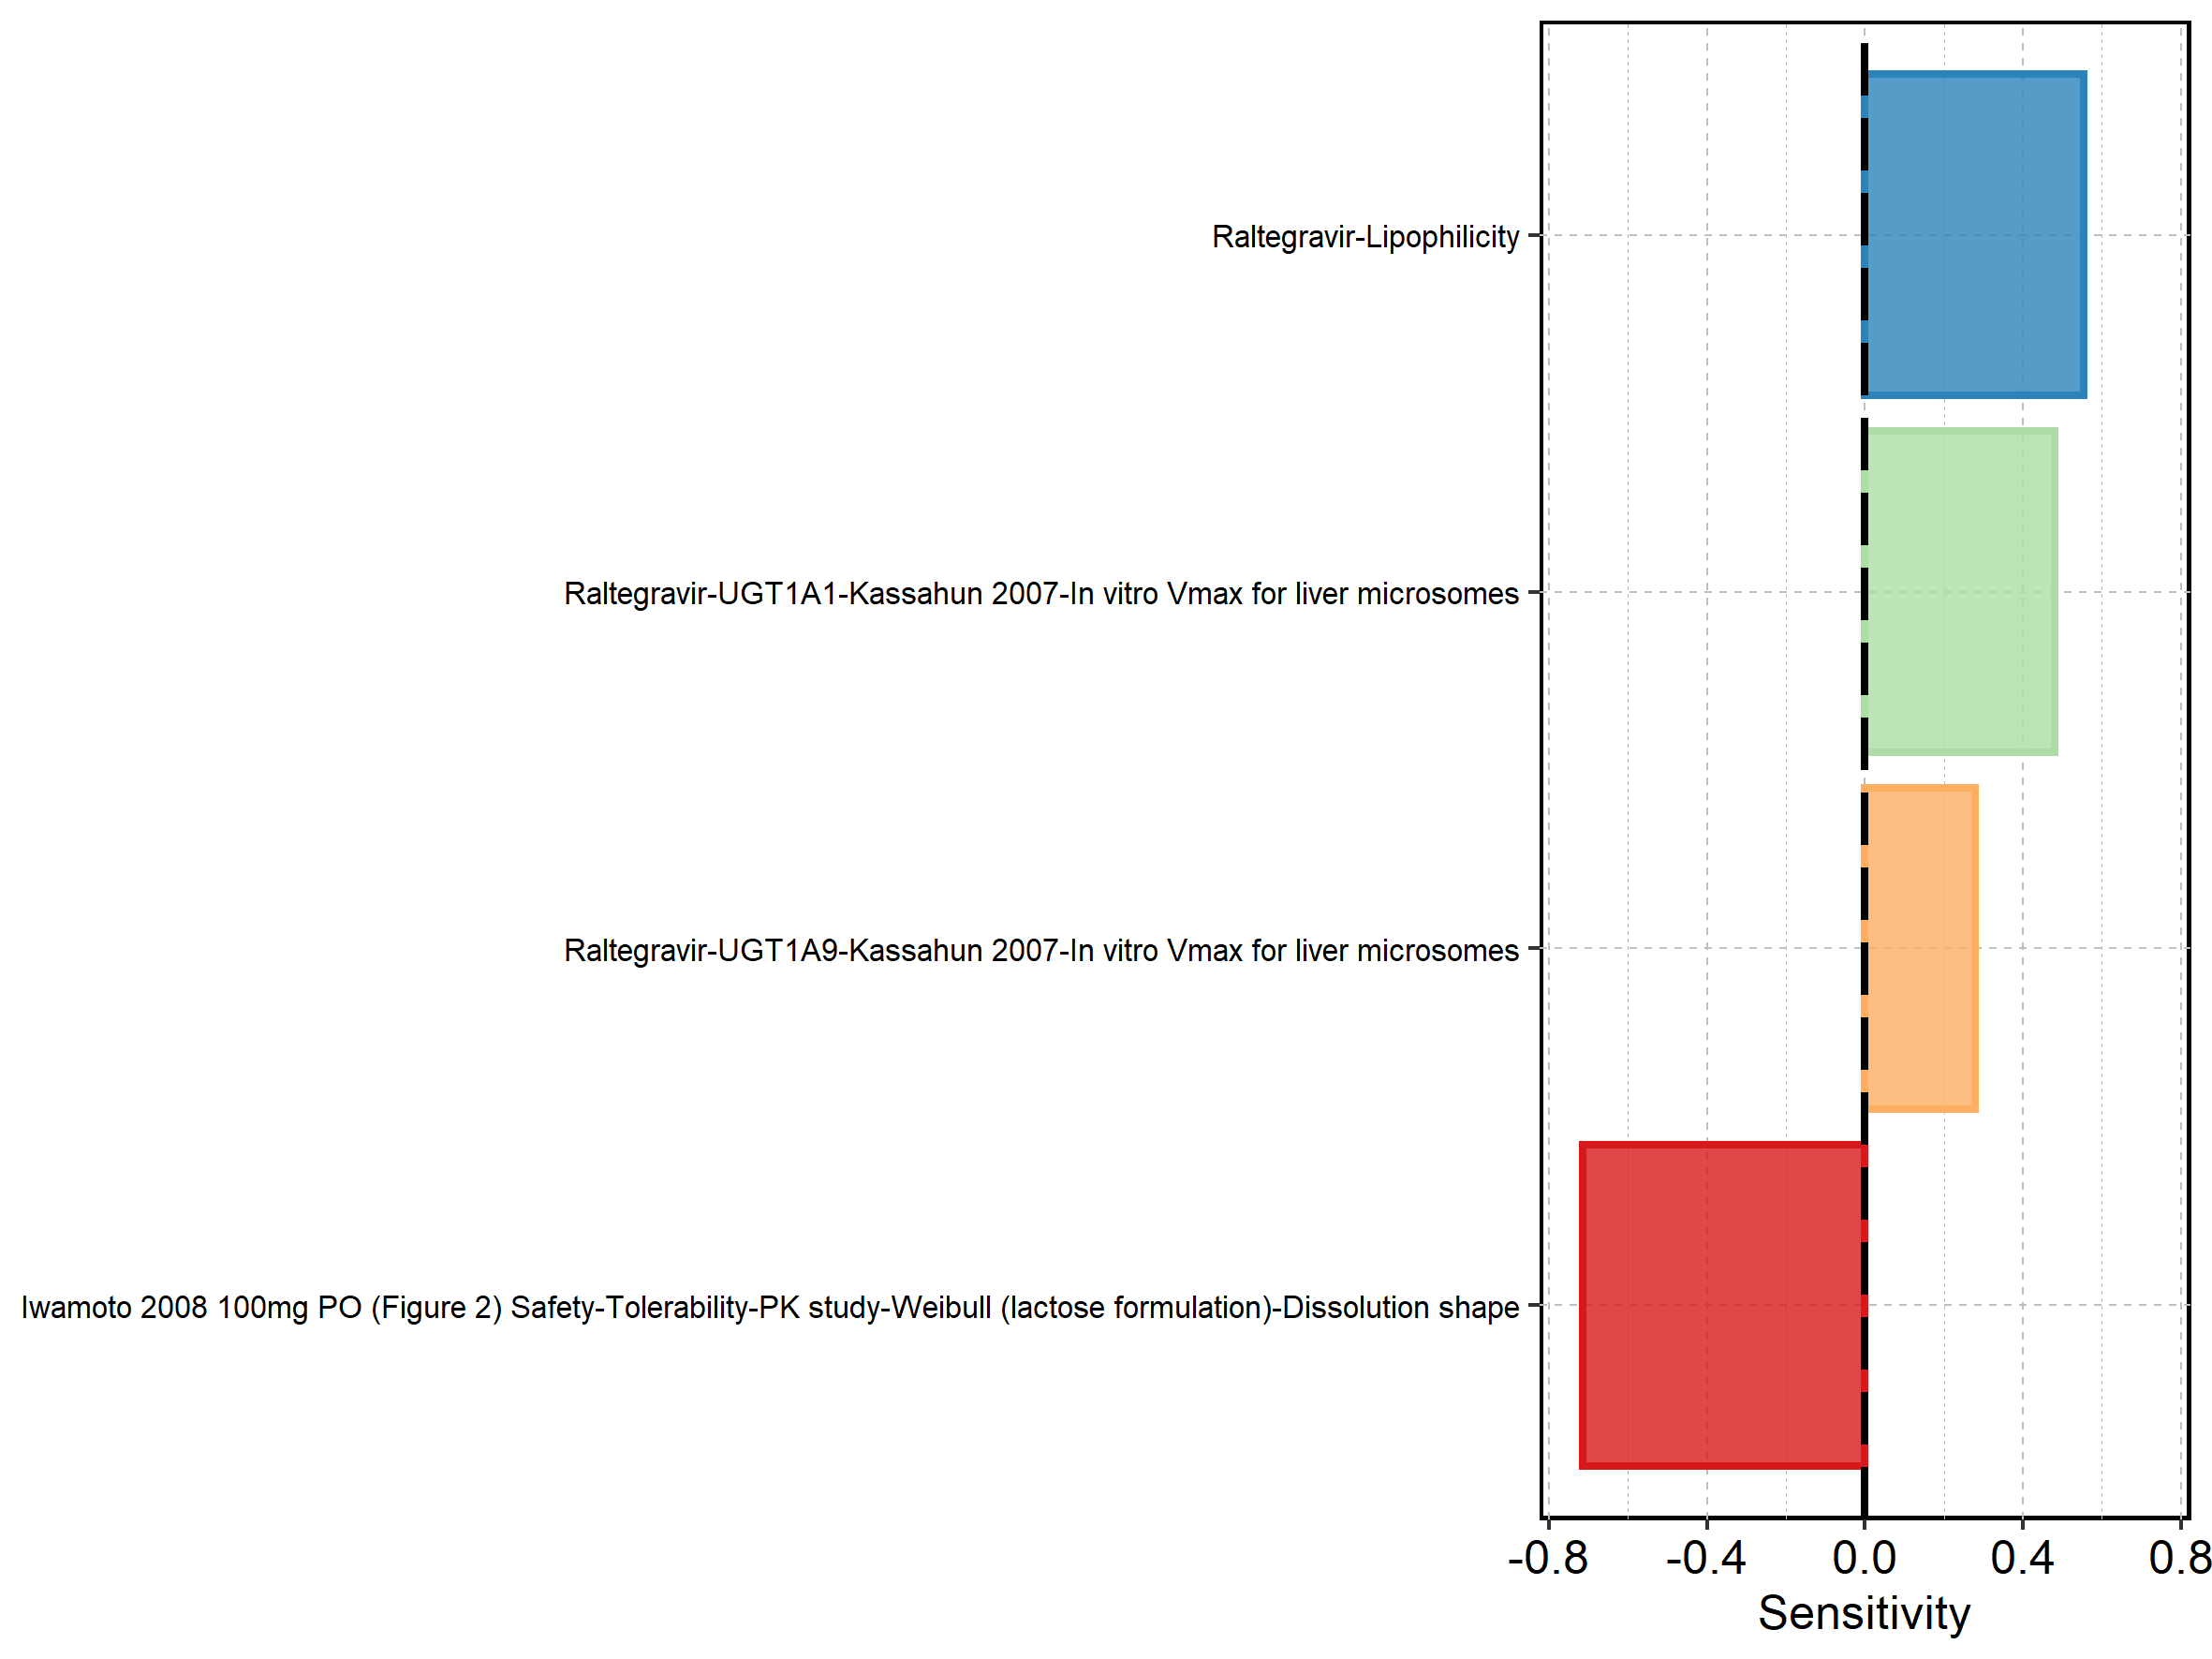 Raltegravir-Lipophilicity
Raltegravir-UGT1A1-Kassahun 2007-In vitro Vmax for liver microsomes
Raltegravir-UGT1A9-Kassahun 2007-In vitro Vmax for liver microsomes
Iwamoto 2008 100mg PO (Figure 2) Safety-Tolerability-PK study-Weibull (lactose formulation)-Dissolution shape
-0.8 -0.4 0.0 0.4 0.8
Sensitivity